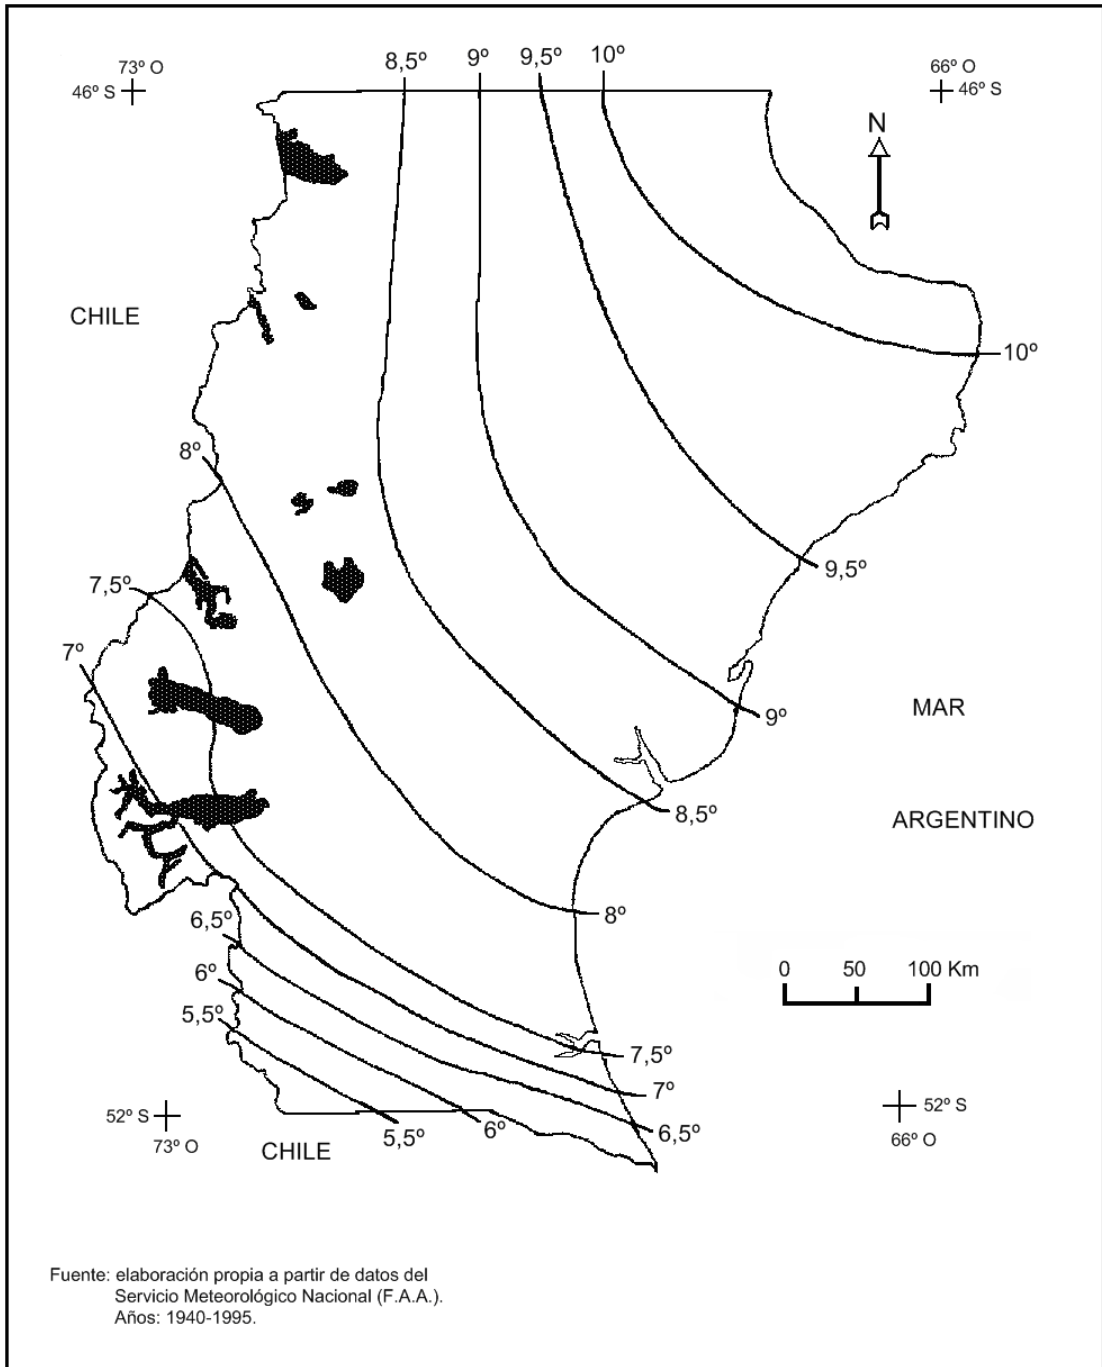 8,5º
9º
9,5º
10º
73º O
46º S
66º O
46º S
N
CHILE
10º
8º
9,5º
7,5º
7º
MAR
9º
8,5º
ARGENTINO
8º
6,5º
6º
5,5º
0 50 100 Km
7,5º
7º
6,5º
6º
5,5º
52º S
73º O
52º S
66º O
CHILE
Fuente: elaboración propia a partir de datos del
Servicio Meteorológico Nacional (F.A.A.).
Años: 1940-1995.